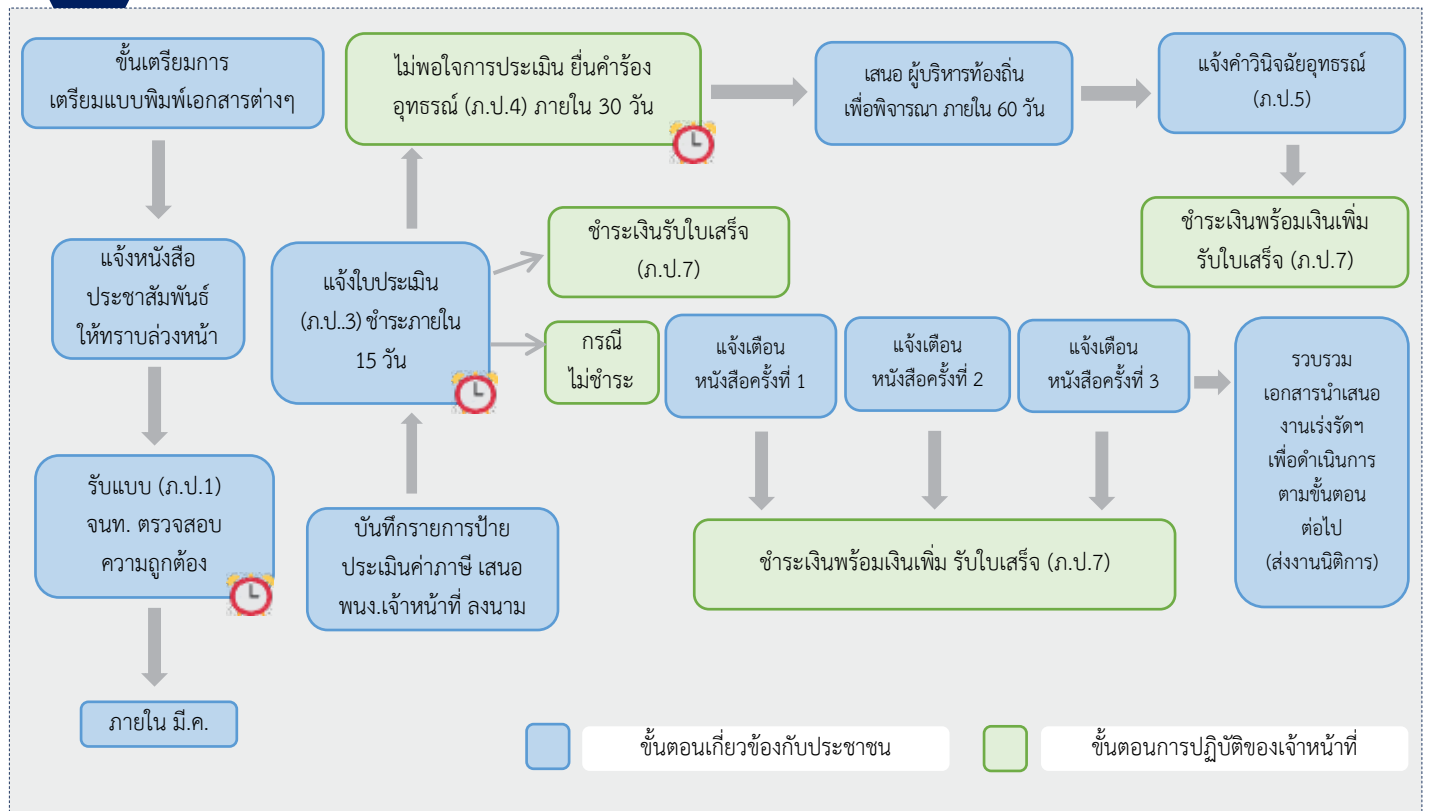 ขั้นเตรียมการ
เตรียมแบบพิมพ์เอกสารต่างๆ
แจ้งหนังสือ
ประชาสัมพันธ์
ให้ทราบล่วงหน้า
รับแบบ (ภ.ป.1)
จนท. ตรวจสอบ
ความถูกต้อง
ภายใน มี.ค.
บันทึกรายการป้าย
ประเมินค่าภาษี เสนอ
พนง.เจ้าหน้าที่ ลงนาม
แจ้งใบประเมิน
(ภ.ป..3) ชำระภายใน
15 วัน
ไม่พอใจการประเมิน ยื่นคำร้อง
อุทธรณ์ (ภ.ป.4) ภายใน 30 วัน
เสนอ ผู้บริหารท้องถิ่น
เพื่อพิจารณา ภายใน 60 วัน
แจ้งคำวินิจฉัยอุทธรณ์
(ภ.ป.5)
ชำระเงินพร้อมเงินเพิ่ม
รับใบเสร็จ (ภ.ป.7)
ชำระเงินรับใบเสร็จ
(ภ.ป.7)
กรณี
ไม่ชำระ
แจ้งเตือน
หนังสือครั้งที่ 1
แจ้งเตือน
หนังสือครั้งที่ 2
แจ้งเตือน
หนังสือครั้งที่ 3
รวบรวม
เอกสารนำเสนอ
งานเร่งรัดฯ
เพื่อดำเนินการ
ตามขั้นตอน
ต่อไป
(ส่งงานนิติการ)
ชำระเงินพร้อมเงินเพิ่ม รับใบเสร็จ (ภ.ป.7)
ขั้นตอนเกี่ยวข้องกับประชาชน
ขั้นตอนการปฏิบัติของเจ้าหน้าที่